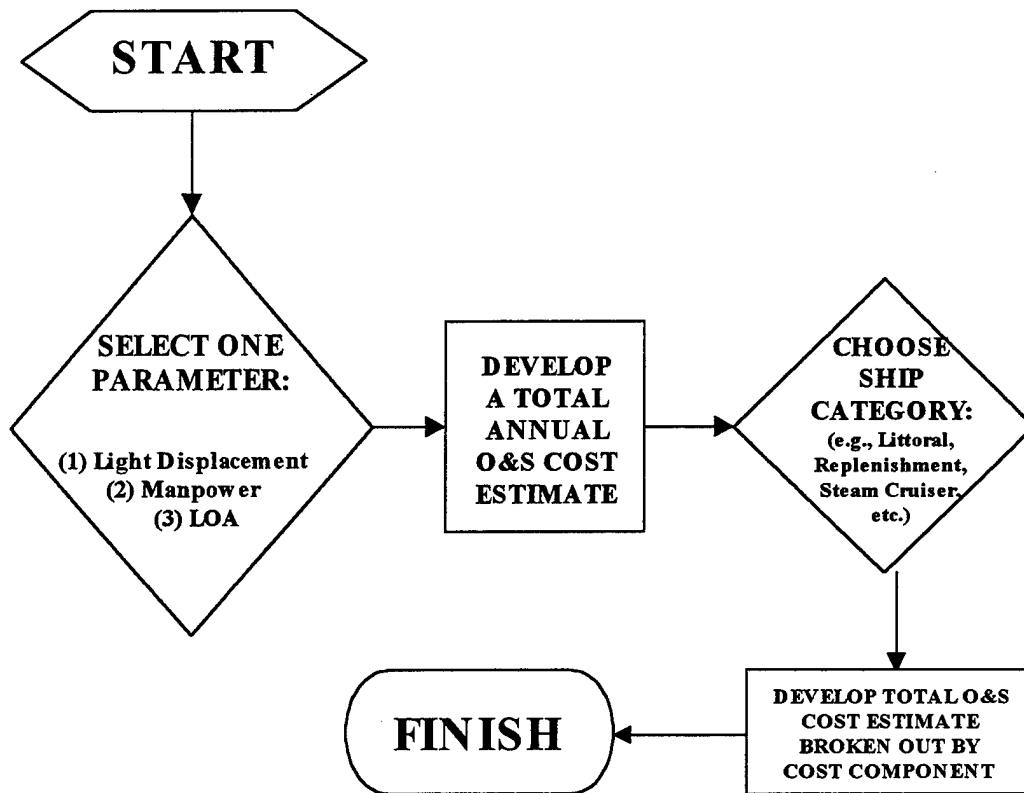 START
SELECT ONE
PARAMETER:
(1) Light Displacement
(2) Manpower
(3) LOA
DEVELOP
A TOTAL
ANNUAL
O&S COST
ESTIMATE
CHOOSE
SHIP
CATEGORY:
(e.g., Littoral,
Replenishment,
Steam Cruiser,
etc.)
DEVELOP TOTAL O&S
COST ESTIMATE
BROKEN OUT BY
COST COMPONENT
FINISH